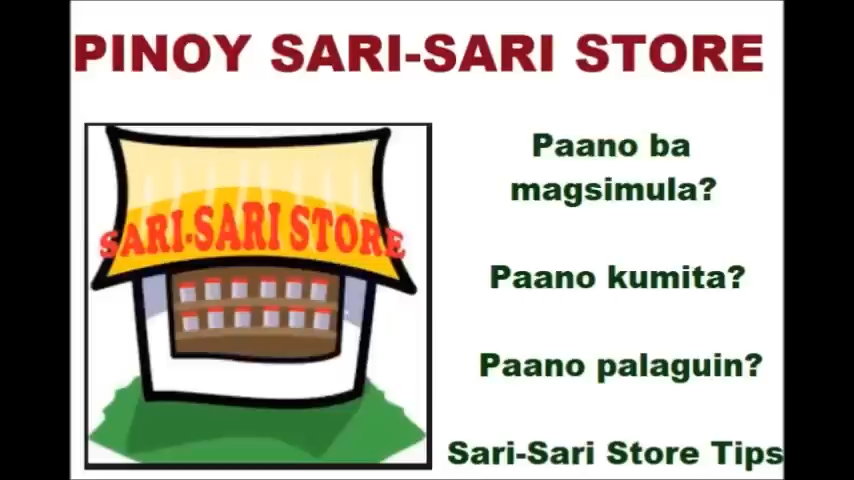 PINOY SARI-SARI STORE
SARI-SARI STORE
Paano ba
magsimula?
Paano kumita?
Paano palaguin?
Sari-Sari Store Tips